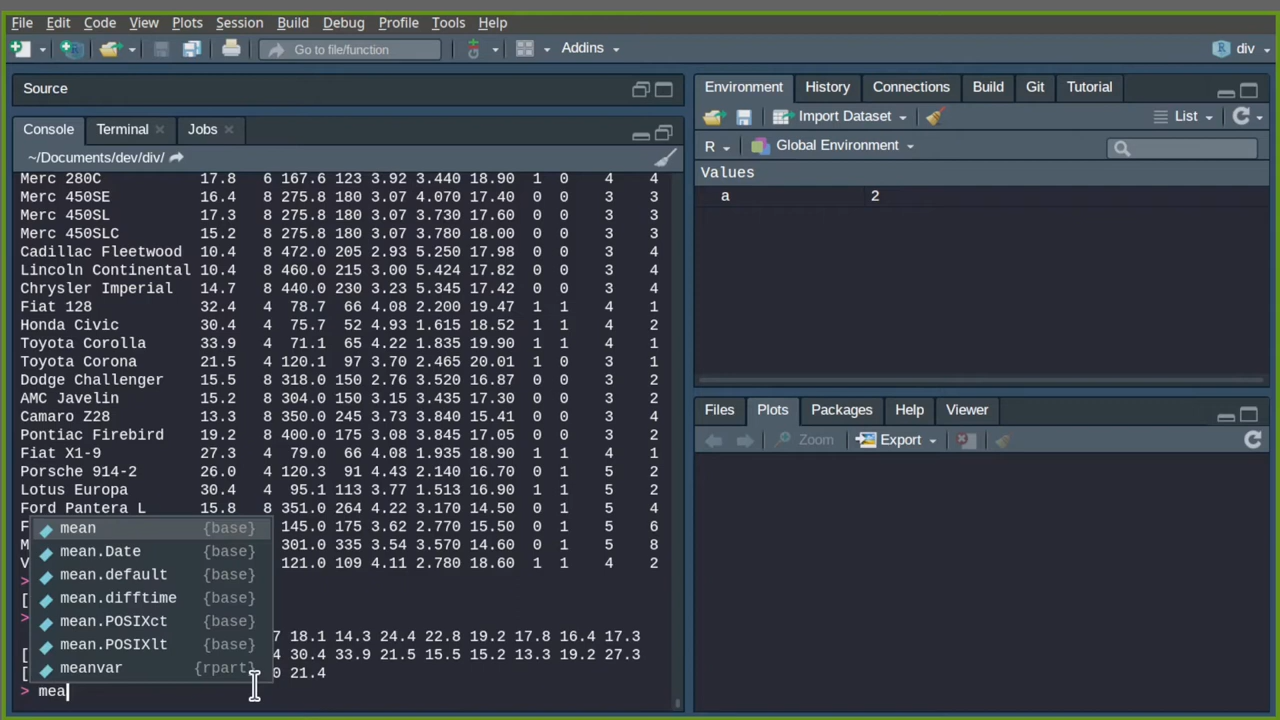 File Edit Code View Plots Session Build Debug Profile Tools Help
Go to file/function Addins div
Source
Console Terminal Jobs
~/Documents/dev/div/
Merc 280C 17.8 6 167.6 123 3.92 3.440 18.90 1 0 4 4
Merc 450SE 16.4 8 275.8 180 3.07 4.070 17.40 0 0 3 3
Merc 450SL 17.3 8 275.8 180 3.07 3.730 17.60 0 0 3 3
Merc 450SLC 15.2 8 275.8 180 3.07 3.780 18.00 0 0 3 3
Cadillac Fleetwood 10.4 8 472.0 205 2.93 5.250 17.98 0 0 3 4
Lincoln Continental 10.4 8 460.0 215 3.00 5.424 17.82 0 0 3 4
Chrysler Imperial 14.7 8 440.0 230 3.23 5.345 17.42 0 0 3 4
Fiat 128 32.4 4 78.7 66 4.08 2.200 19.47 1 1 4 1
Honda Civic 30.4 4 75.7 52 4.93 1.615 18.52 1 1 4 2
Toyota Corolla 33.9 4 71.1 65 4.22 1.835 19.90 1 1 4 1
Toyota Corona 21.5 4 120.1 97 3.70 2.465 20.01 1 0 3 1
Dodge Challenger 15.5 8 318.0 150 2.76 3.520 16.87 0 0 3 2
AMC Javelin 15.2 8 304.0 150 3.15 3.435 17.30 0 0 3 2
Camaro Z28 13.3 8 350.0 245 3.73 3.840 15.41 0 0 3 4
Pontiac Firebird 19.2 8 400.0 175 3.08 3.845 17.05 0 0 3 2
Fiat X1-9 27.3 4 79.0 66 4.08 1.935 18.90 1 1 4 1
Porsche 914-2 26.0 4 120.3 91 4.43 2.140 16.70 0 1 5 2
Lotus Europa 30.4 4 95.1 113 3.77 1.513 16.90 1 1 5 2
Ford Pantera L 15.8 8 351.0 264 4.22 3.170 14.50 0 1 5 4
F 145.0 175 3.62 2.770 15.50 0 1 5 6
M 301.0 335 3.54 3.570 14.60 0 1 5 8
V 121.0 109 4.11 2.780 18.60 1 1 4 2
>
[
>
7 18.1 14.3 24.4 22.8 19.2 17.8 16.4 17.3
[ 4 30.4 33.9 21.5 15.5 15.2 13.3 19.2 27.3
[ 0 21.4
> mea
mean {base}
mean.Date {base}
mean.default {base}
mean.difftime {base}
mean.POSIXct {base}
mean.POSIXlt {base}
meanvar {rpart}
Environment History Connections Build Git Tutorial
Import Dataset List
R Global Environment
Values
a 2
Files Plots Packages Help Viewer
Zoom Export